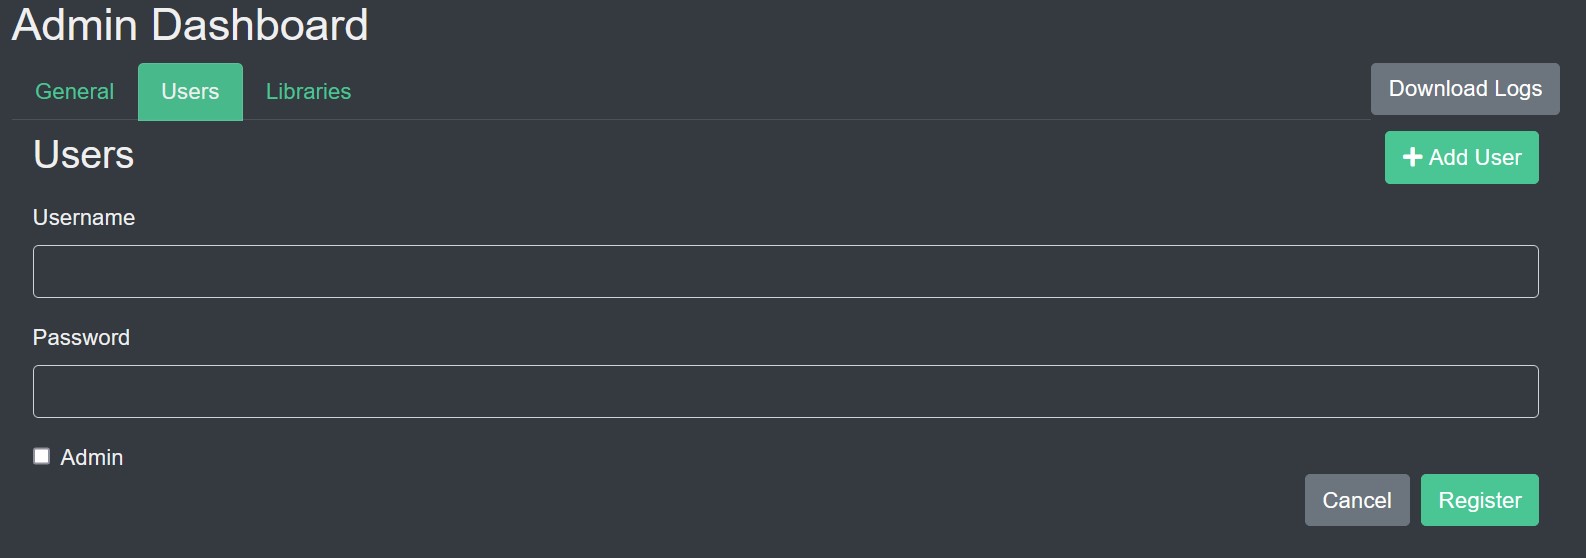 Admin Dashboard
General Users Libraries Download Logs
Users Add User
Username
Password
Admin
Cancel Register